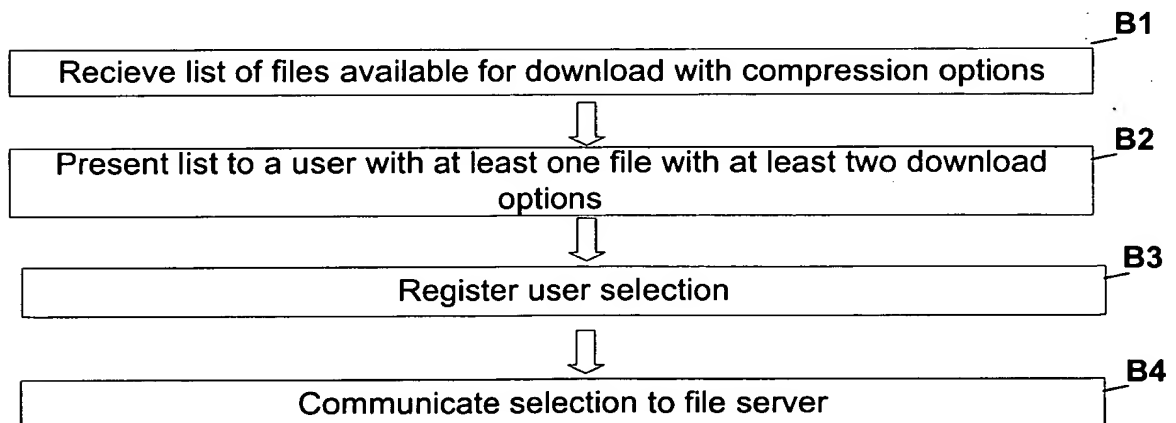 B1
Recieve list of files available for download with compression options
B2
Present list to a user with at least one file with at least two download
options
B3
Register user selection
B4
Communicate selection to file server